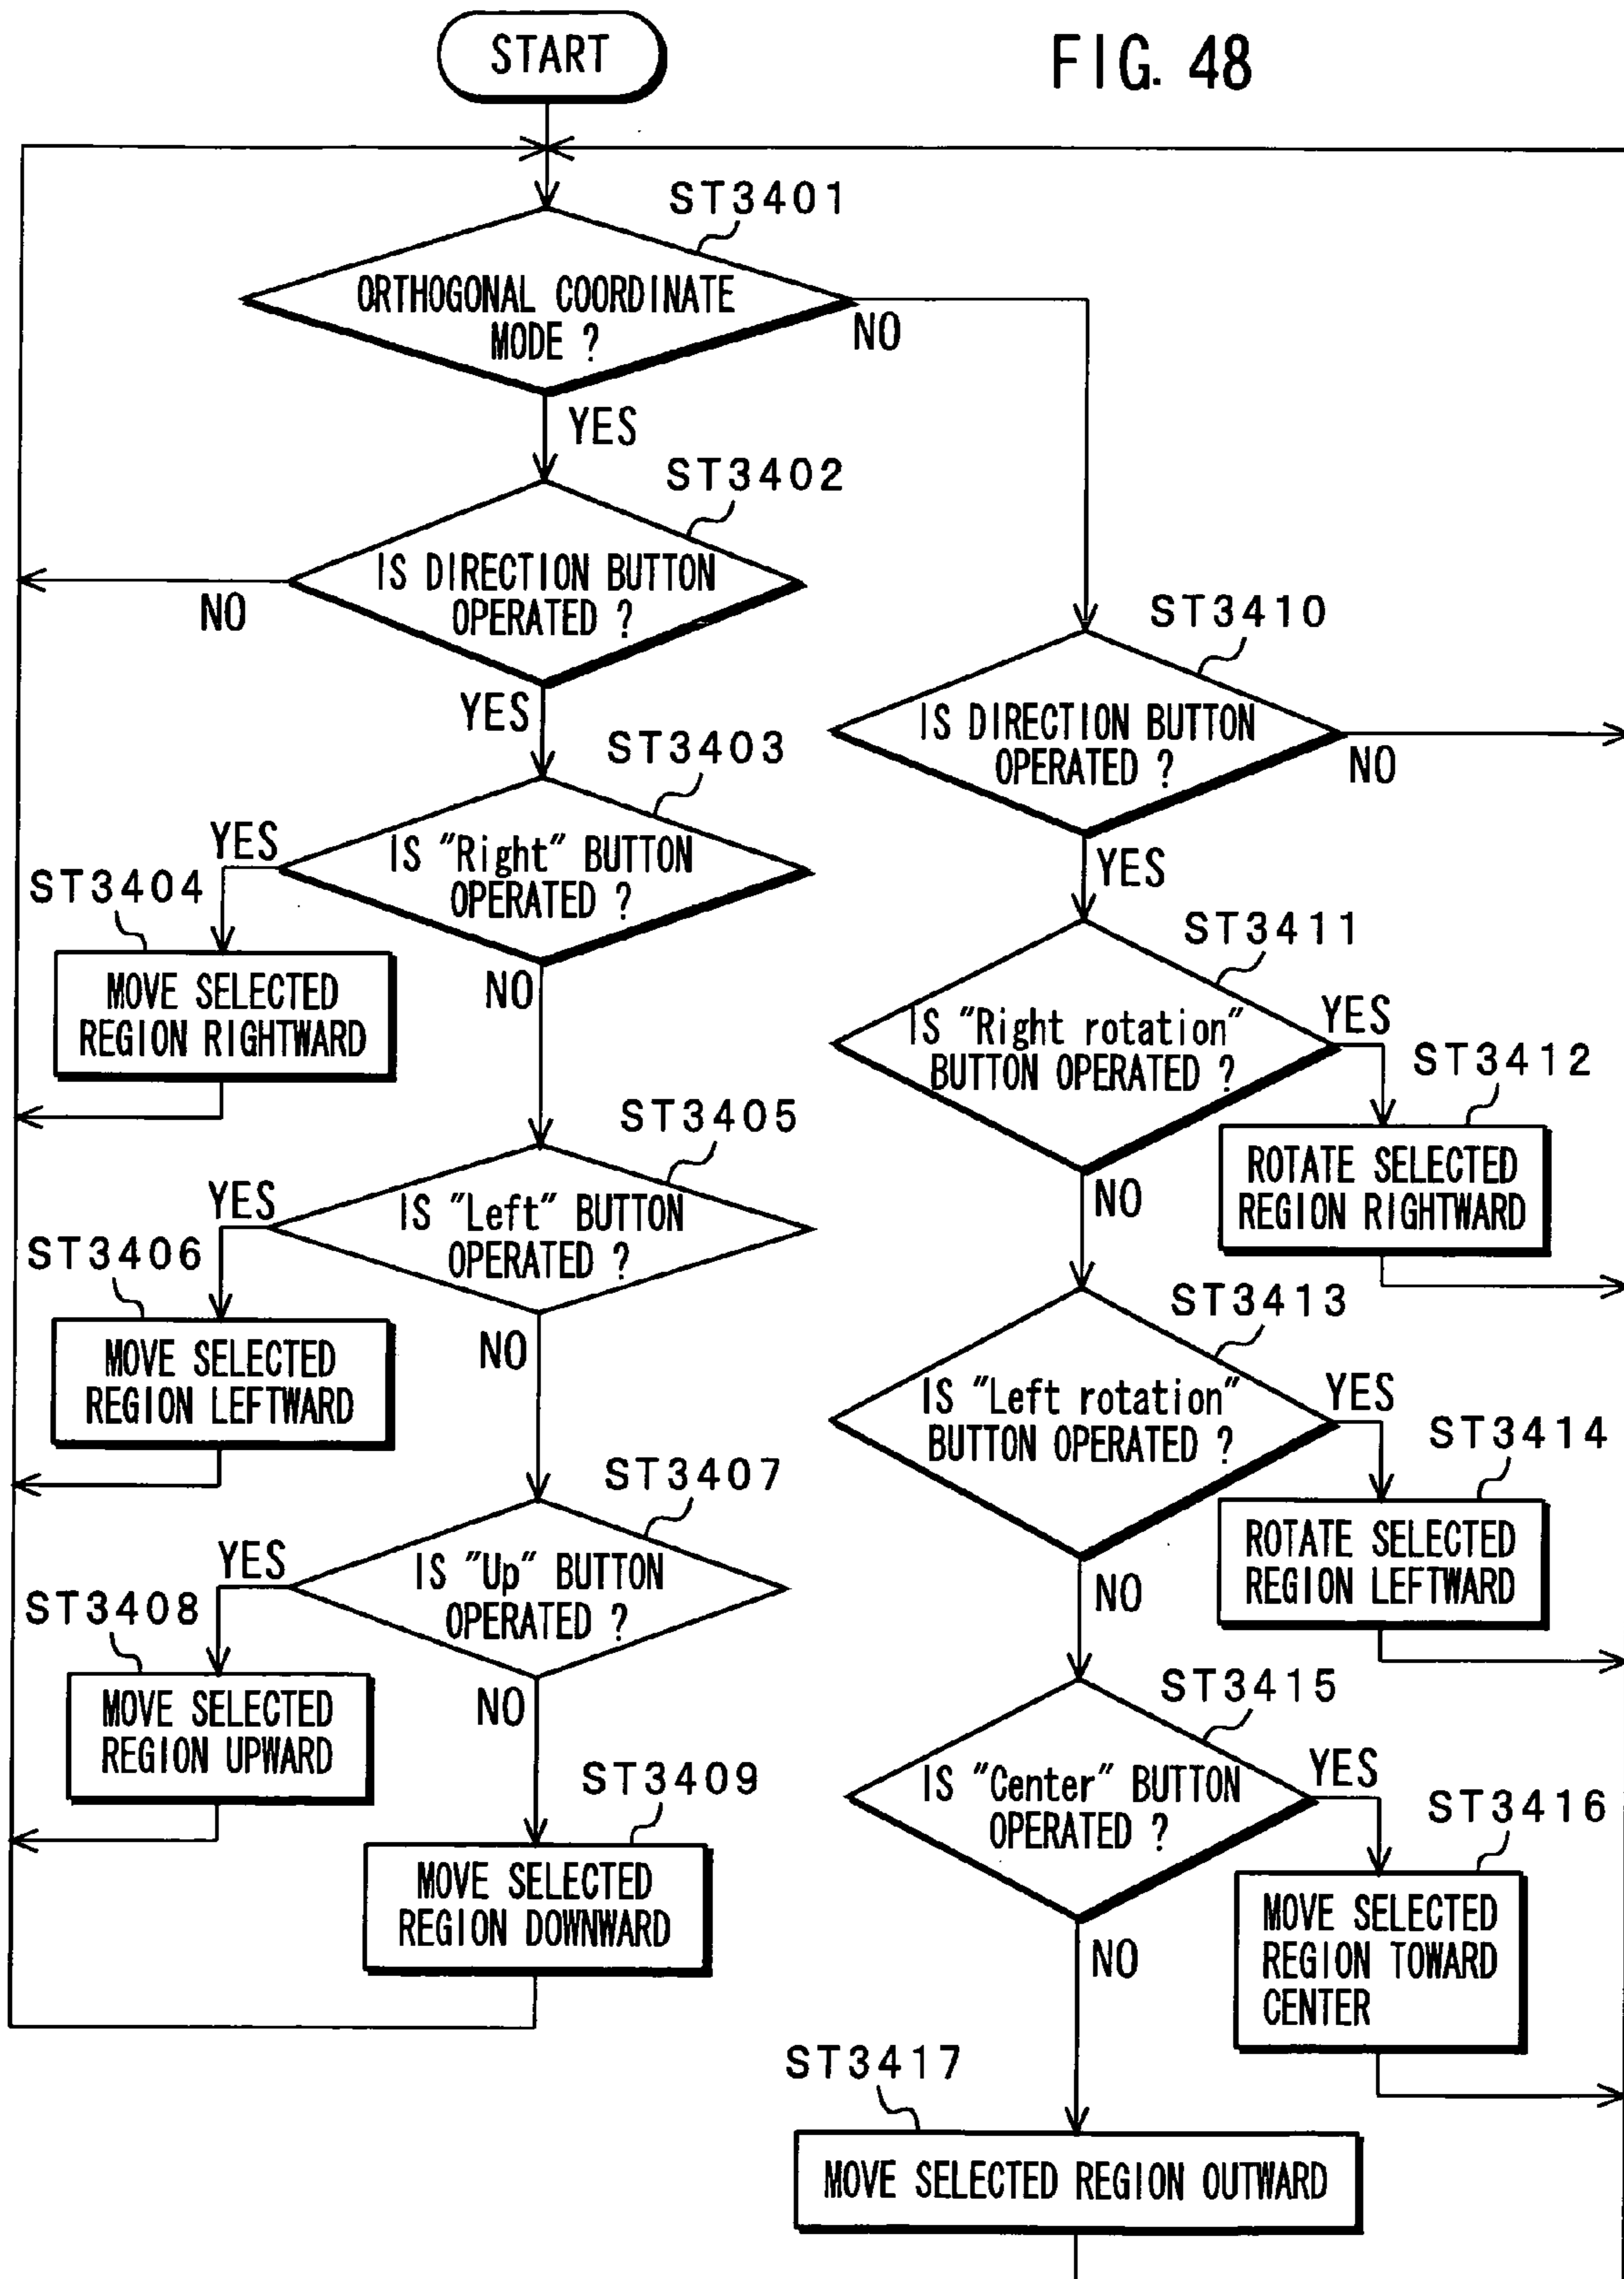 START
FIG. 48
ST3401
ORTHOGONAL COORDINATE
MODE ?
NO
YES
ST3402
IS DIRECTION BUTTON
OPERATED ?
NO
YES
ST3403
IS "Right" BUTTON
OPERATED ?
YES
ST3404
MOVE SELECTED
REGION RIGHTWARD
NO
ST3405
IS "Left" BUTTON
OPERATED ?
YES
ST3406
MOVE SELECTED
REGION LEFTWARD
NO
ST3407
IS "Up" BUTTON
OPERATED ?
YES
ST3408
MOVE SELECTED
REGION UPWARD
NO
ST3409
MOVE SELECTED
REGION DOWNWARD
ST3410
IS DIRECTION BUTTON
OPERATED ?
NO
YES
ST3411
IS "Right rotation"
BUTTON OPERATED ?
YES
ST3412
ROTATE SELECTED
REGION RIGHTWARD
NO
ST3413
IS "Left rotation"
BUTTON OPERATED ?
YES
ST3414
ROTATE SELECTED
REGION LEFTWARD
NO
ST3415
IS "Center" BUTTON
OPERATED ?
YES
ST3416
MOVE SELECTED
REGION TOWARD
CENTER
NO
ST3417
MOVE SELECTED REGION OUTWARD